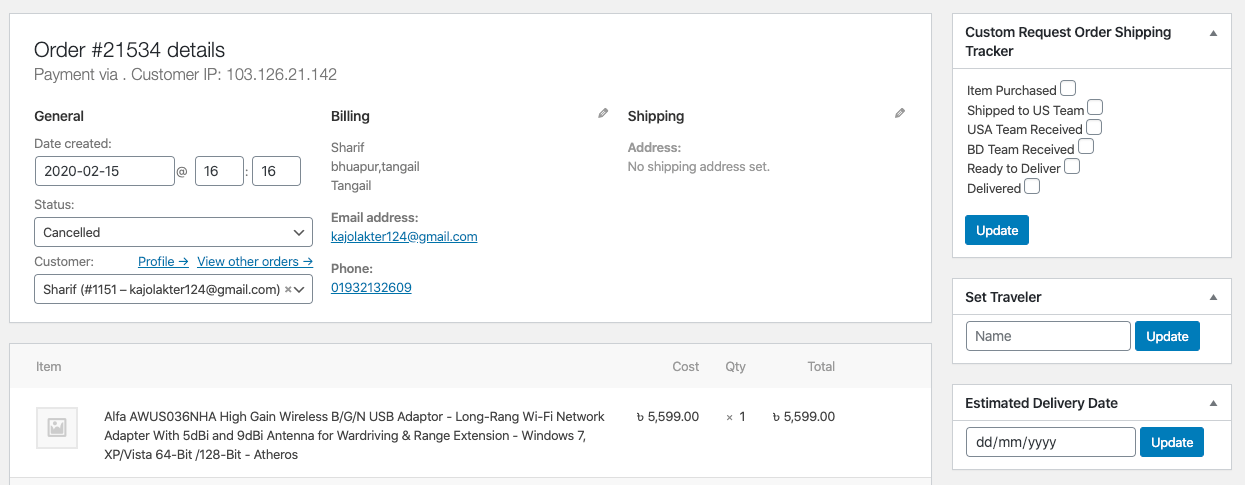 Order #21534 details
Payment via . Customer IP: 103.126.21.142
General
Date created:
2020-02-15 @ 16 : 16
Status:
Cancelled
Customer: Profile → View other orders →
Sharif (#1151 – kajolakter124@gmail.com) ×
Billing
Sharif
bhuapur,tangail
Tangail
Email address:
kajolakter124@gmail.com
Phone:
01932132609
Shipping
Address:
No shipping address set.
Item Cost Qty Total
Alfa AWUS036NHA High Gain Wireless B/G/N USB Adaptor - Long-Rang Wi-Fi Network ৳ 5,599.00 × 1 ৳ 5,599.00
Adapter With 5dBi and 9dBi Antenna for Wardriving & Range Extension - Windows 7,
XP/Vista 64-Bit /128-Bit - Atheros
Custom Request Order Shipping
Tracker
Item Purchased
Shipped to US Team
USA Team Received
BD Team Received
Ready to Deliver
Delivered
Update
Set Traveler
Name Update
Estimated Delivery Date
dd/mm/yyyy Update